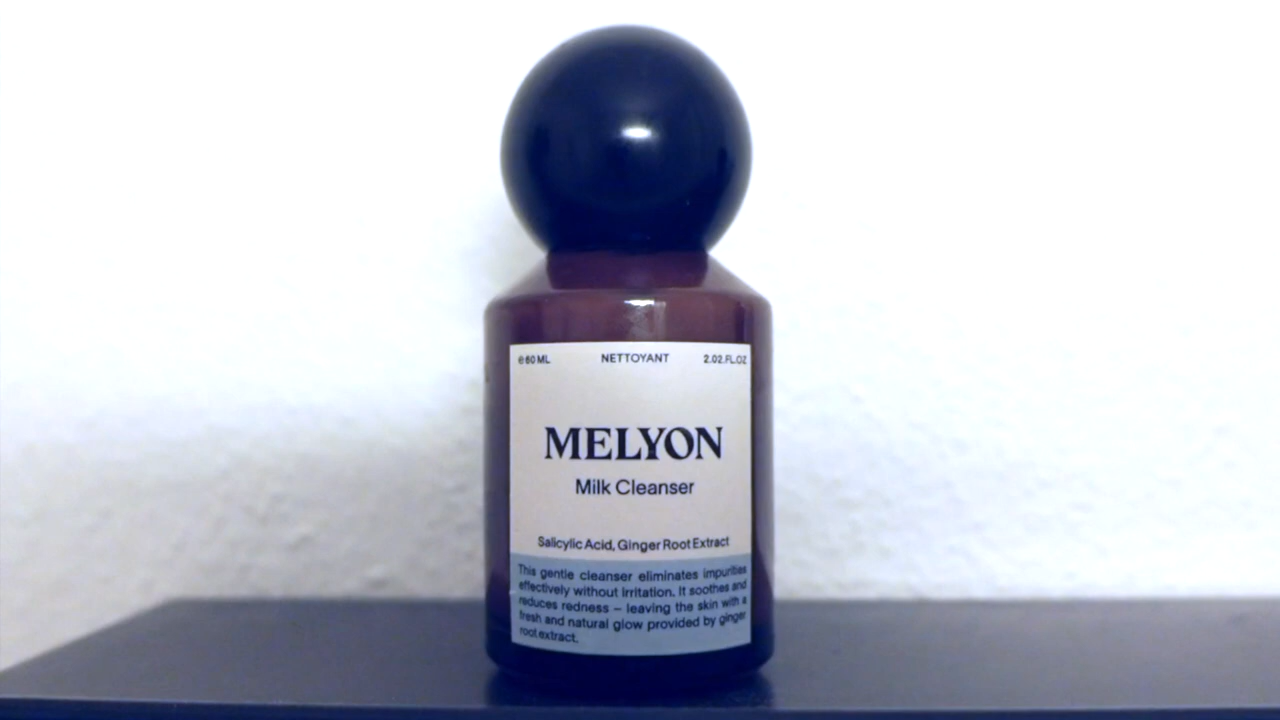 ℮ 60 ML NETTOYANT 2.02.FL.OZ
MELYON
Milk Cleanser
Salicylic Acid, Ginger Root Extract
This gentle cleanser eliminates impurities
effectively without irritation. It soothes and
reduces redness – leaving the skin with a
fresh and natural glow provided by ginger
root extract.